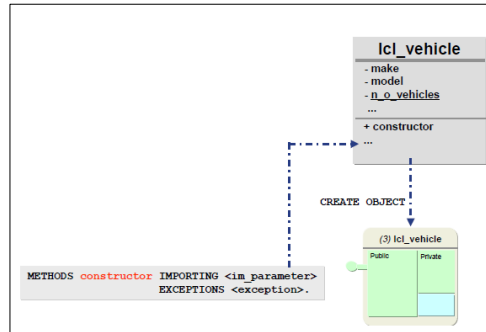 lcl_vehicle
- make
- model
- n_o_vehicles
...
+ constructor
...
CREATE OBJECT
(3) lcl_vehicle
Public Private
METHODS constructor IMPORTING <im_parameter>
EXCEPTIONS <exception>.